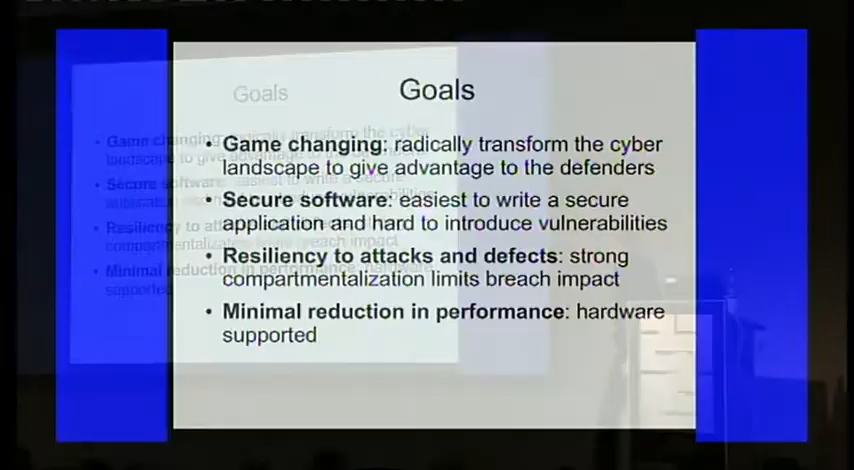 Goals
• Game changing: radically transform the cyber
landscape to give advantage to the defenders
• Secure software: easiest to write a secure
application and hard to introduce vulnerabilities
• Resiliency to attacks and defects: strong
compartmentalization limits breach impact
• Minimal reduction in performance: hardware
supported